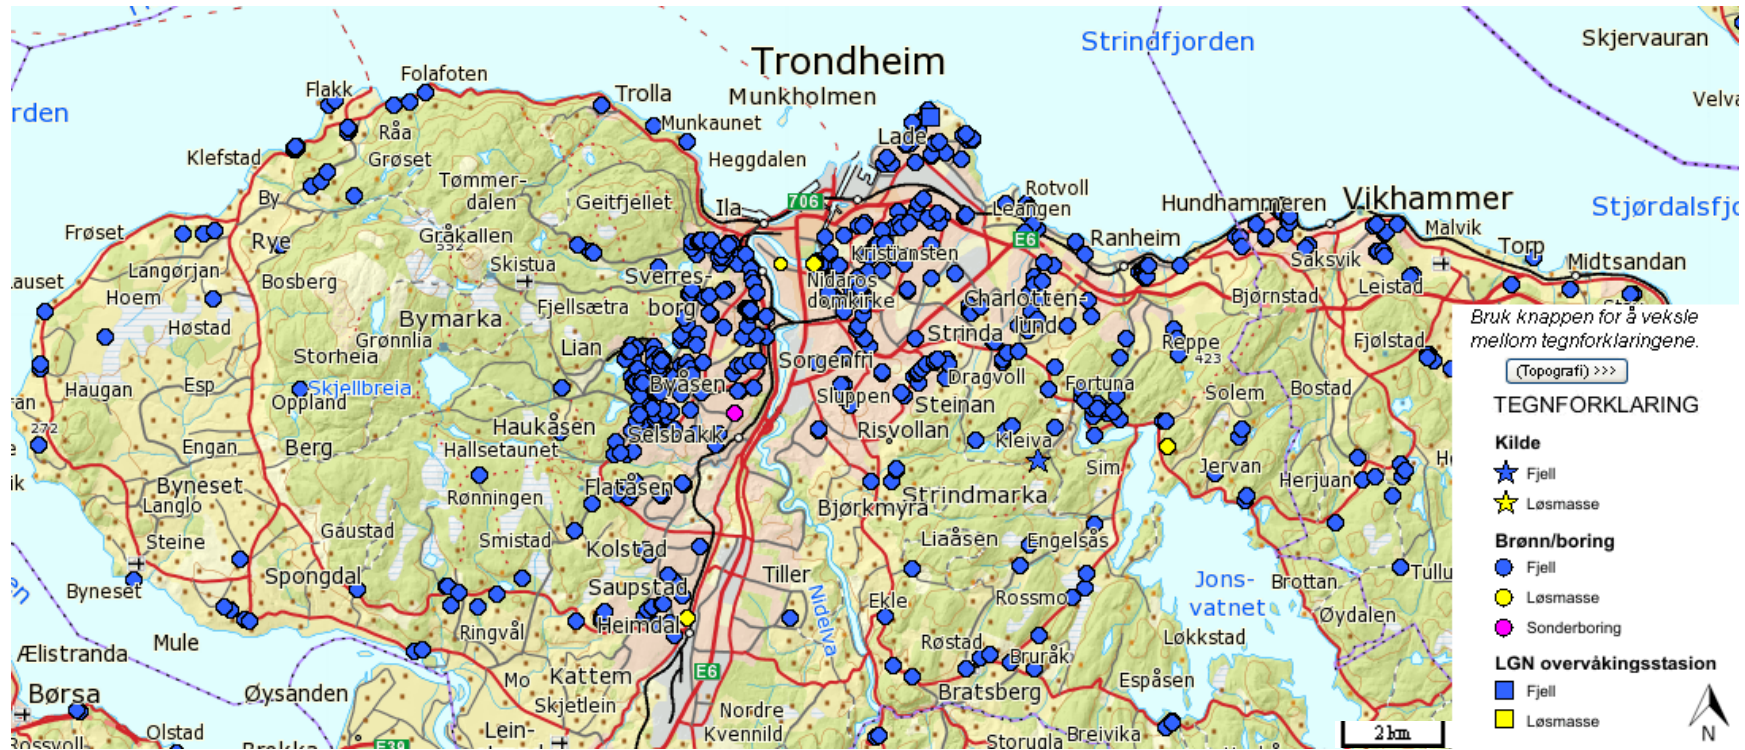 Trondheim
Strindfjorden
Skjervauran
Folafoten
Flakk
Trolla
Munkholmen
rden
Råa
Munkaunet
Lade
Klefstad
Grøset
Heggdalen
Tømmer-
dalen
By
Geitfjellet
Ila
706
Rotvoll
Leangen
Hundhammeren
Vikhammer
Stjørdalsfjo
Frøset
Rye
Gråkallen
552
E6
Ranheim
Malvik
Torp
Langørjan
Skistua
Sverres-
borg
Kristiansten
Saksvik
Midtsandan
auset
Hoem
Bosberg
Fjellsætra
Nidaros
domkirke
Charlotten-
lund
Bjørnstad
Leistad
Høstad
Bymarka
Grønnlia
Strinda
Storheia
Lian
Sorgenfri
Reppe
423
Fjølstad
Haugan
Esp
Skjellbreia
Oppland
Byåsen
Sluppen
Dragvoll
Steinan
Fortuna
Solem
Bostad
272
Engan
Berg
Haukåsen
Hallsetaunet
Selsbakk
Risvollan
Kleiva
Sim
Jervan
Herjuan
ik
Byneset
Langlo
Rønningen
Flatåsen
Strindmarka
Bjørkmyra
Steine
Gaustad
Smistad
Kolstad
Liaåsen
Engelsås
Byneset
Spongdal
Saupstad
Tiller
Nidelva
Ekle
Rossmo
Jons-
vatnet
Brottan
Øydalen
Mule
Ringvål
Heimdal
Røstad
Bruråk
Løkkstad
Ælistranda
Børsa
Øysanden
Mo
Kattem
E6
Bratsberg
Espåsen
Skjetlein
Nordre
Kvennild
Olstad
E39
Lein-
Storugla
Breivika
Bruk knappen for å veksle
mellom tegnforklaringene.
(Topografi) >>>
TEGNFORKLARING
Kilde
Fjell
Løsmasse
Brønn/boring
Fjell
Løsmasse
Sonderboring
LGN overvåkingsstasion
Fjell
Løsmasse
2 km
N